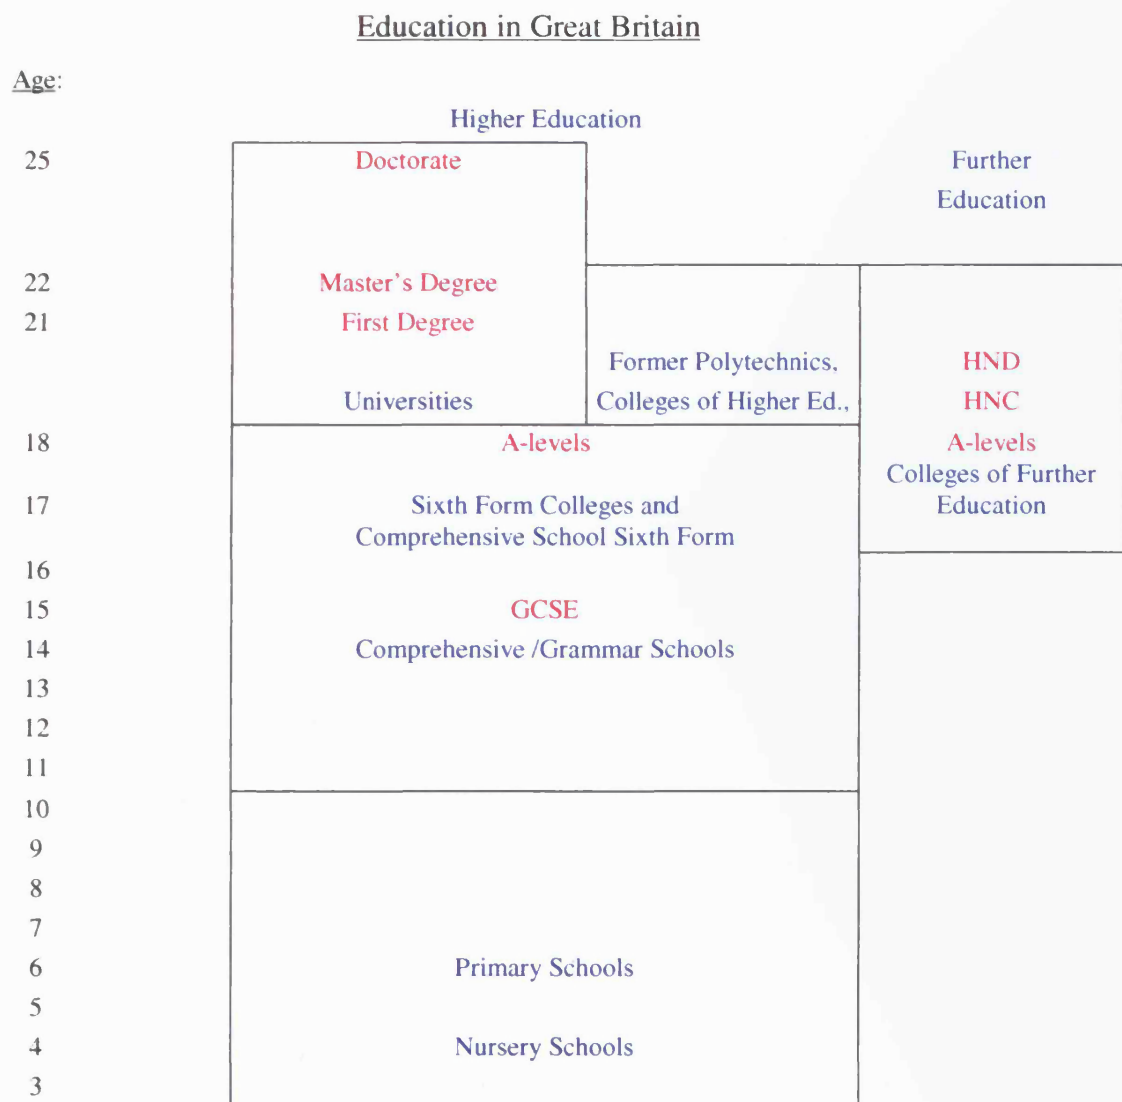 Education in Great Britain
Age:
Higher Education
25 Doctorate Further
Education
22 Master's Degree
21 First Degree
Former Polytechnics, HND
Universities Colleges of Higher Ed., HNC
18 A-levels A-levels
Colleges of Further
17 Sixth Form Colleges and Education
Comprehensive School Sixth Form
16
15 GCSE
14 Comprehensive /Grammar Schools
13
12
11
10
9
8
7
6 Primary Schools
5
4 Nursery Schools
3